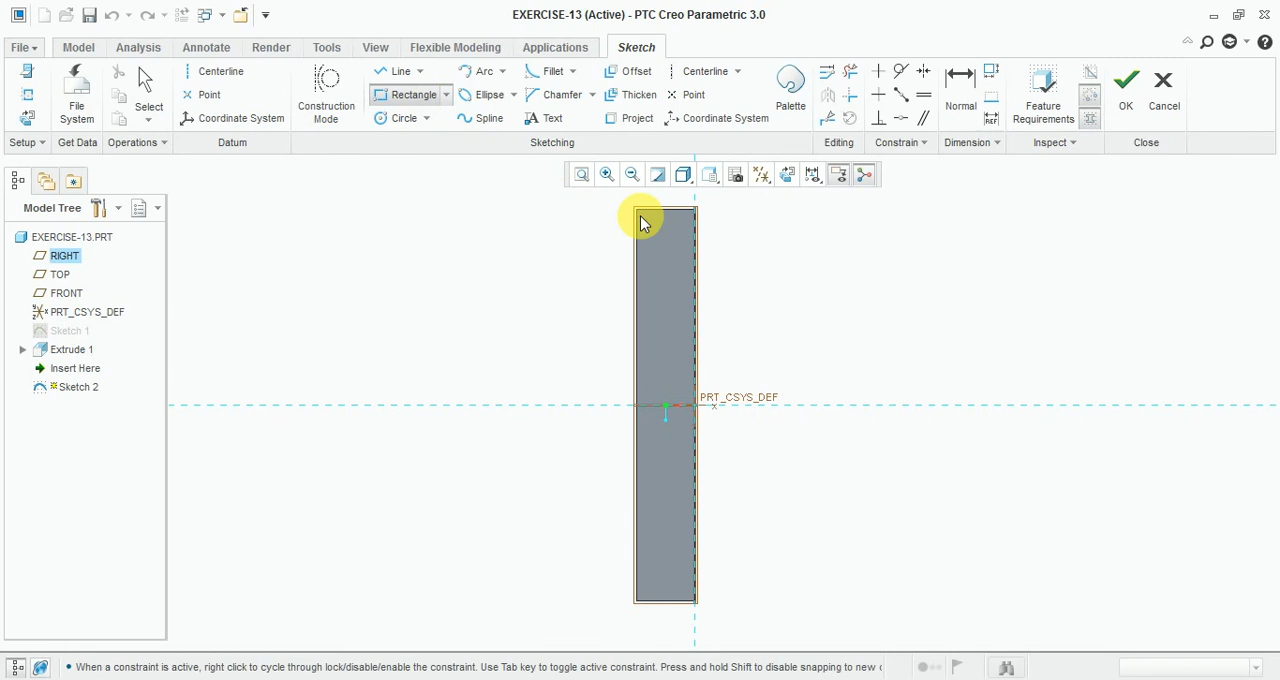 EXERCISE-13 (Active) - PTC Creo Parametric 3.0
File Model Analysis Annotate Render Tools View Flexible Modeling Applications Sketch
Centerline Line Arc Fillet Offset Centerline
File System Select Point Construction Mode Rectangle Ellipse Chamfer Thicken Point Palette Normal Feature Requirements OK Cancel
Coordinate System Circle Spline Text Project Coordinate System
Setup Get Data Operations Datum Sketching Editing Constrain Dimension Inspect Close
Model Tree
EXERCISE-13.PRT
RIGHT
TOP
FRONT
PRT_CSYS_DEF
Sketch 1
Extrude 1
Insert Here
Sketch 2
PRT_CSYS_DEF
x
• When a constraint is active, right click to cycle through lock/disable/enable the constraint. Use Tab key to toggle active constraint. Press and hold Shift to disable snapping to new